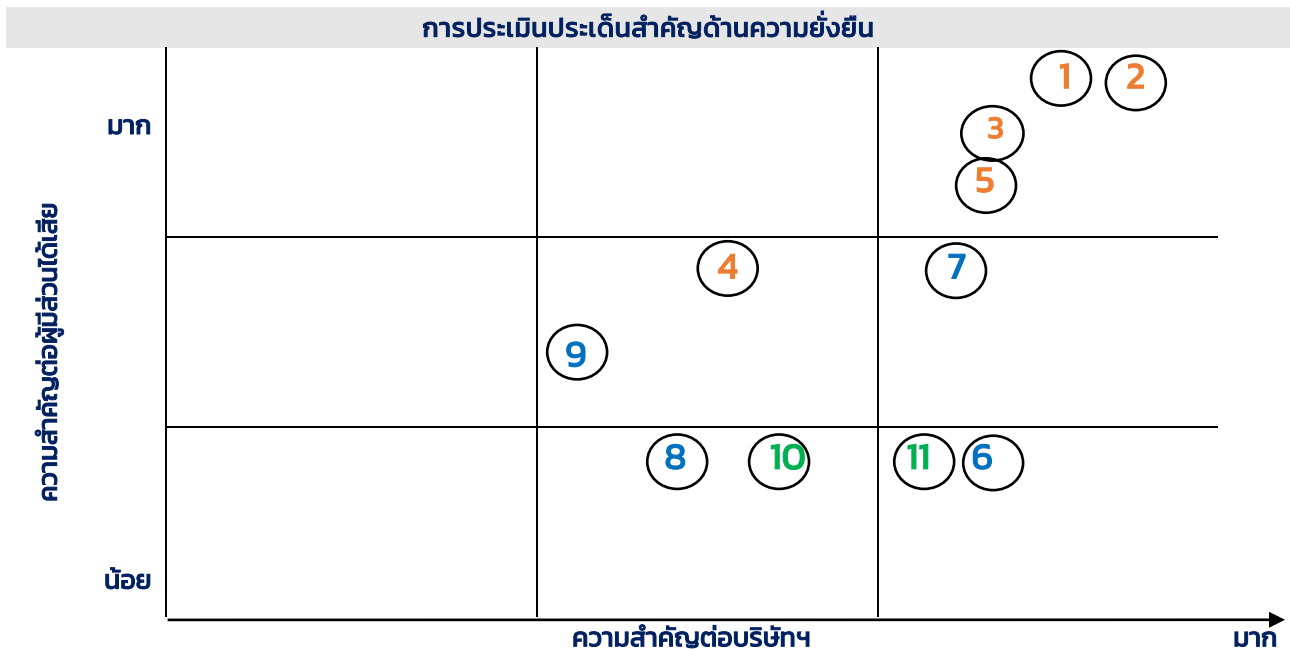 การประเมินประเด็นสำคัญด้านความยั่งยืน
1 2
มาก
3
5
ความสำคัญต่อผู้มีส่วนได้เสีย
4 7
9
8 10 11 6
น้อย
ความสำคัญต่อบริษัทฯ
มาก